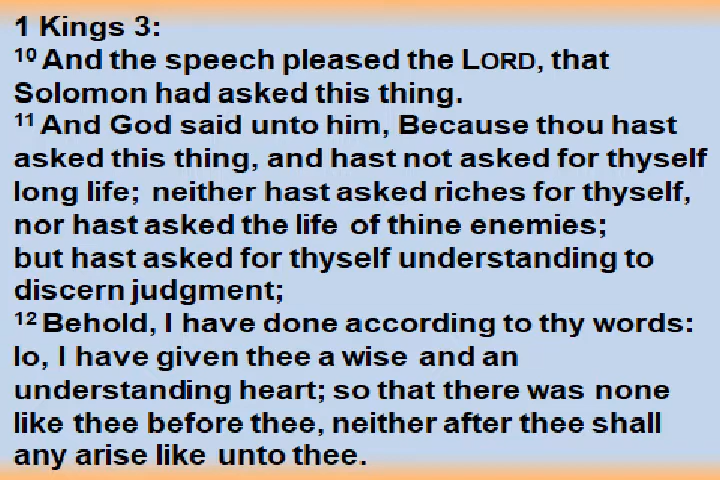 1 Kings 3:
¹⁰ And the speech pleased the LORD, that
Solomon had asked this thing.
¹¹ And God said unto him, Because thou hast
asked this thing, and hast not asked for thyself
long life; neither hast asked riches for thyself,
nor hast asked the life of thine enemies;
but hast asked for thyself understanding to
discern judgment;
¹² Behold, I have done according to thy words:
lo, I have given thee a wise and an
understanding heart; so that there was none
like thee before thee, neither after thee shall
any arise like unto thee.